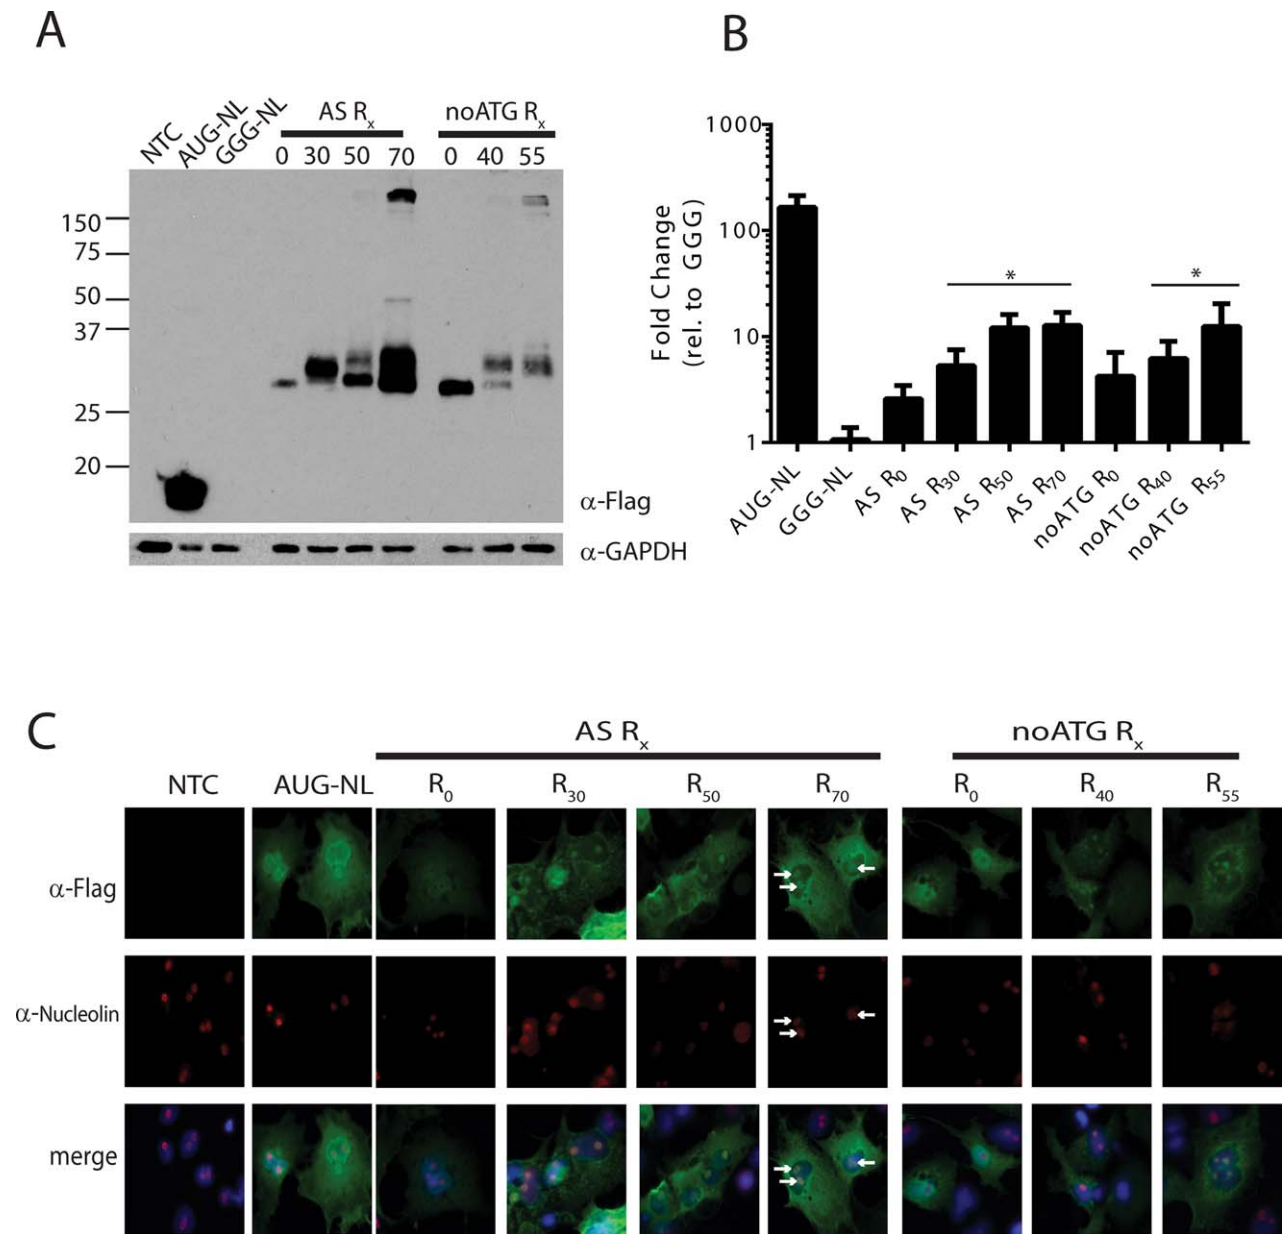 A
NTC AUG-NL GGG-NL AS Rx noATG Rx
0 30 50 70 0 40 55
150
75
50
37
25
20
α-Flag
α-GAPDH
B
Fold Change
(rel. to GGG)
1000
100
10
1
* *
AUG-NL GGG-NL AS R0 AS R30 AS R50 AS R70 noATG R0 noATG R40 noATG R55
C
AS Rx noATG Rx
NTC AUG-NL R0 R30 R50 R70 R0 R40 R55
α-Flag
α-Nucleolin
merge